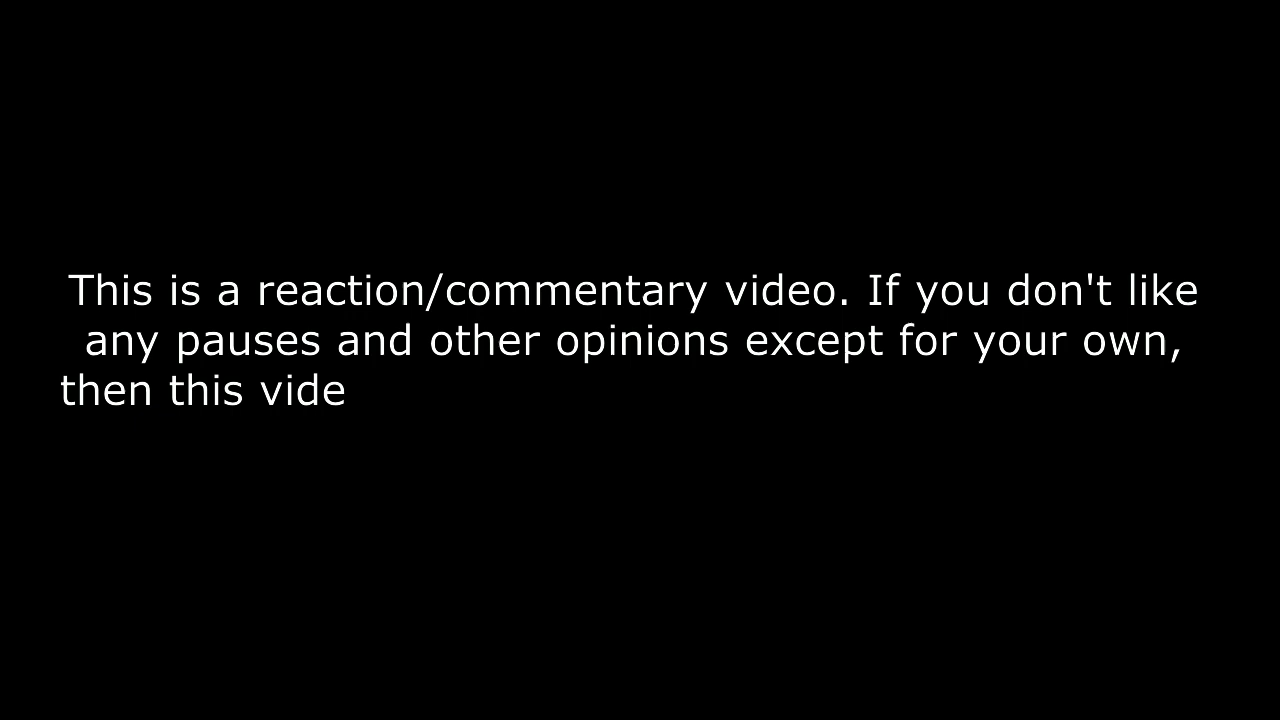 This is a reaction/commentary video. If you don't like
any pauses and other opinions except for your own,
then this vide